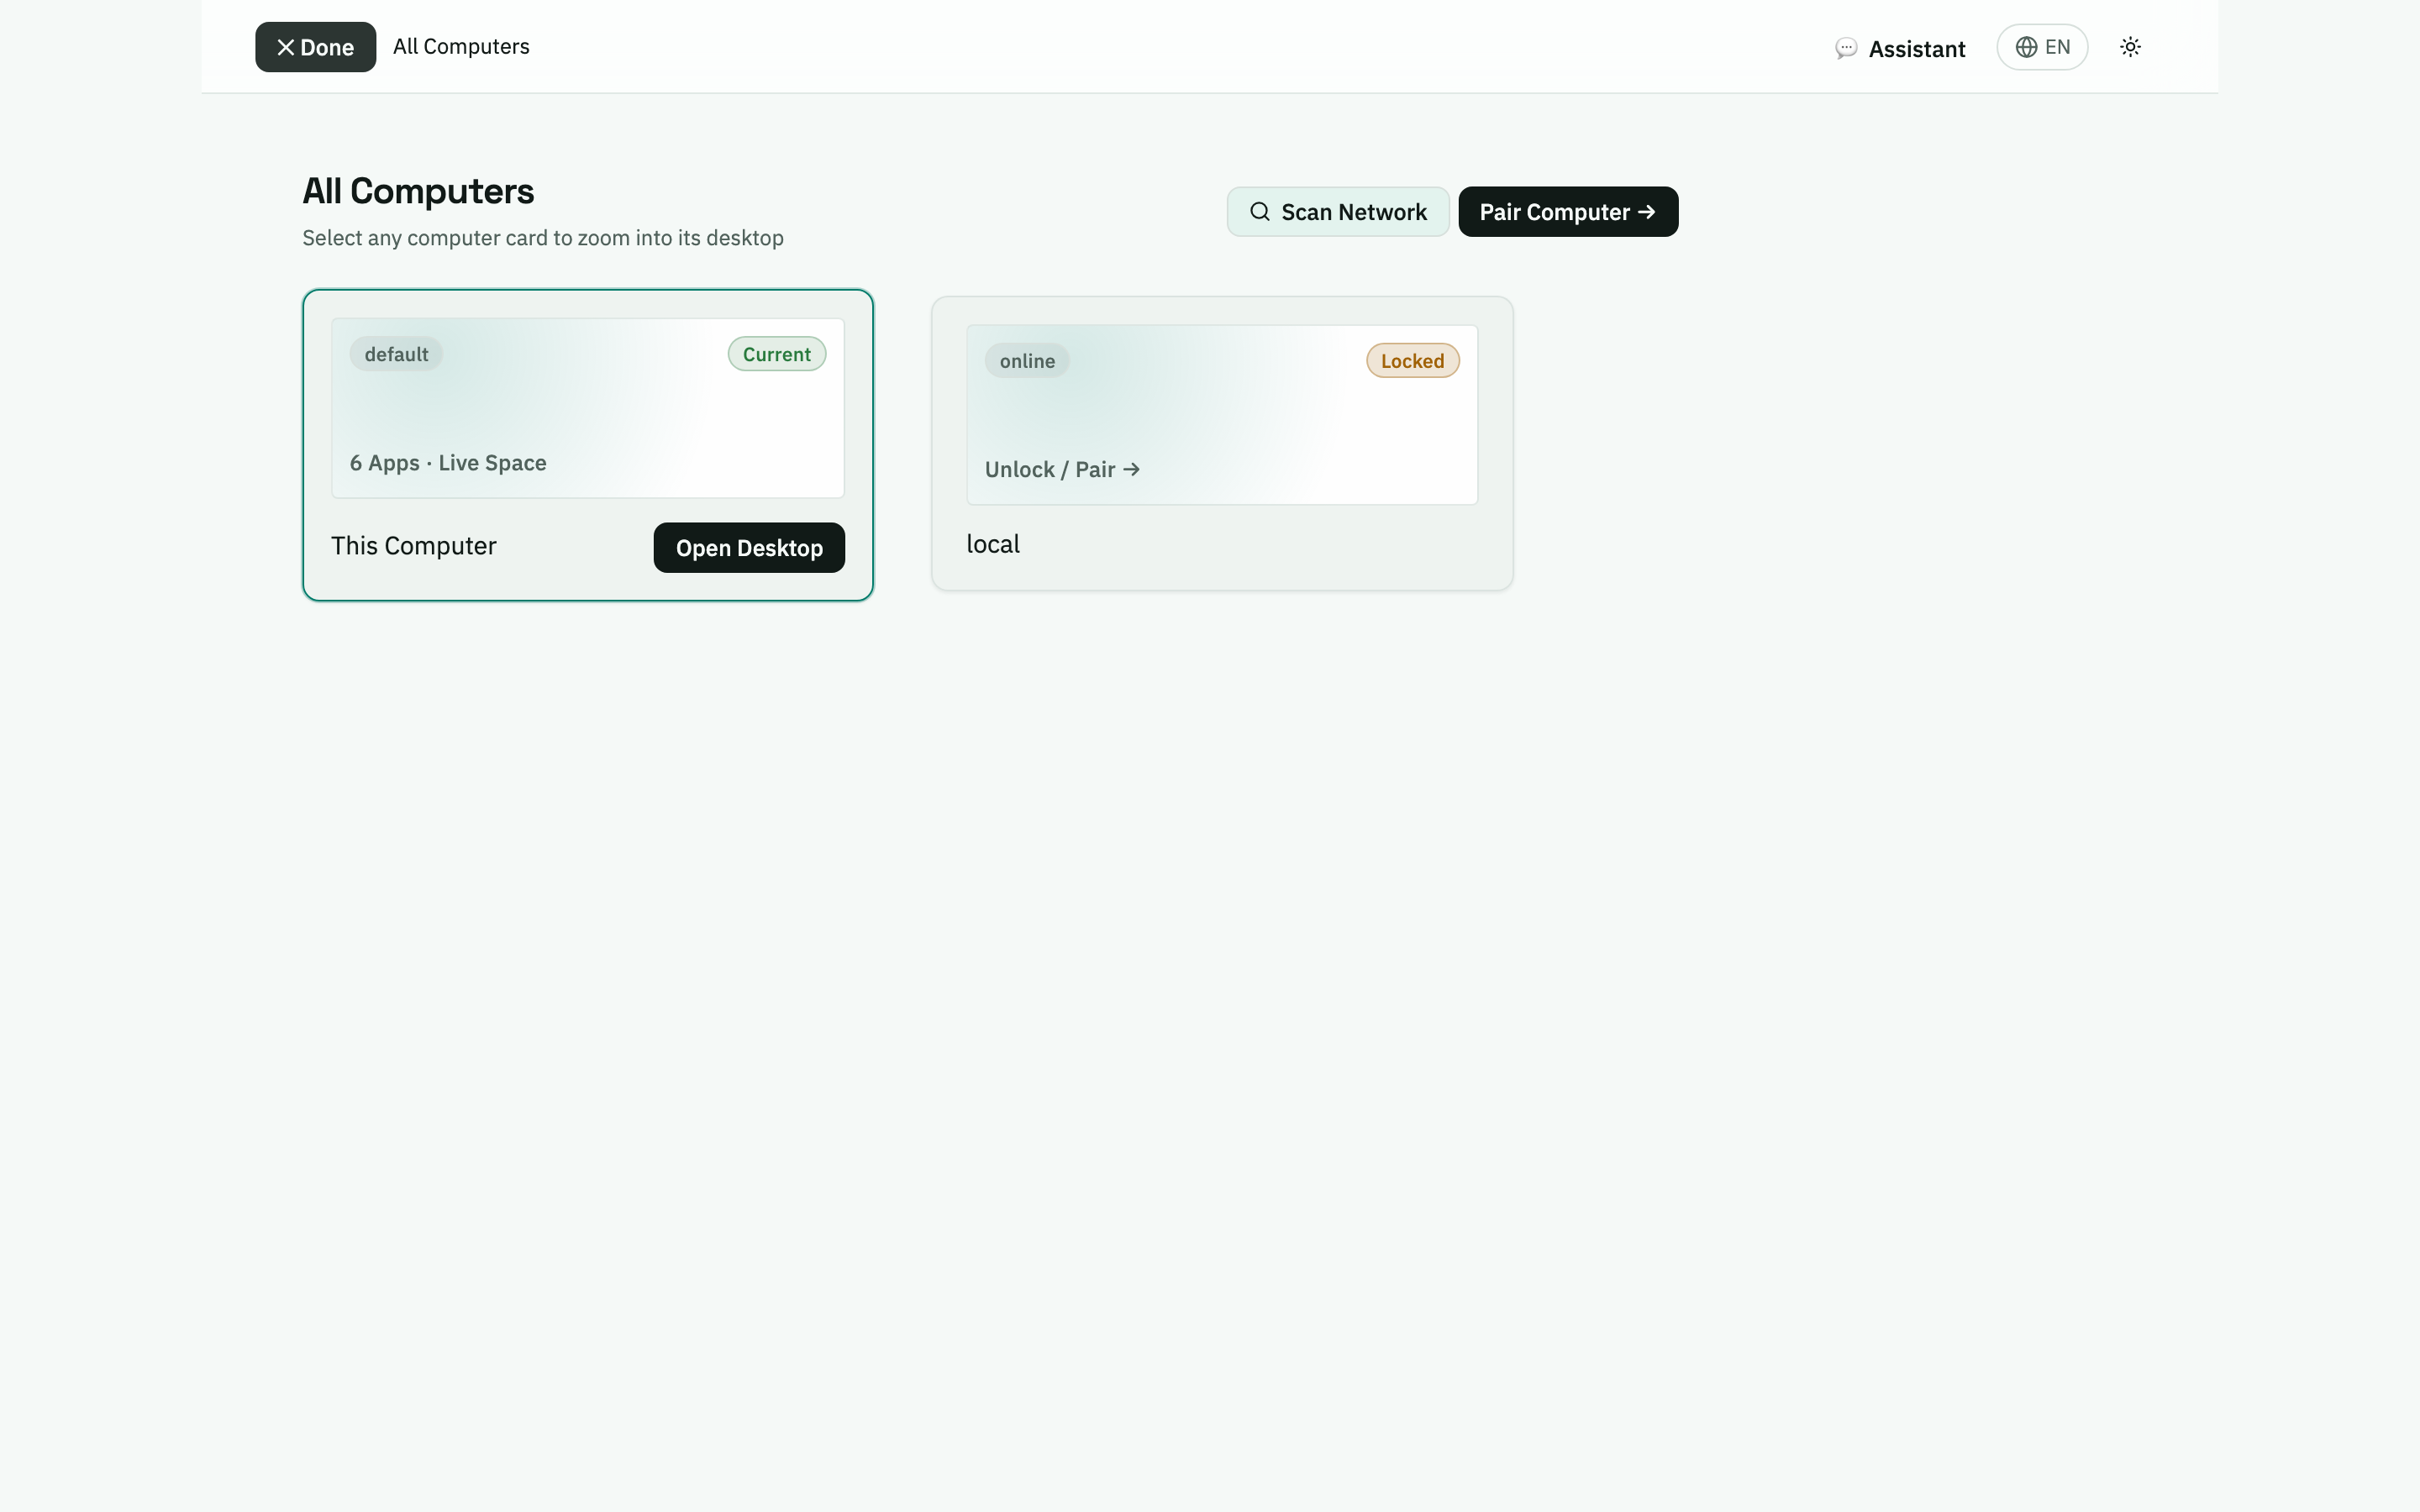 Done
All Computers
Assistant
EN
All Computers
Select any computer card to zoom into its desktop
Scan Network
Pair Computer →
default
Current
6 Apps · Live Space
This Computer
Open Desktop
online
Locked
Unlock / Pair →
local